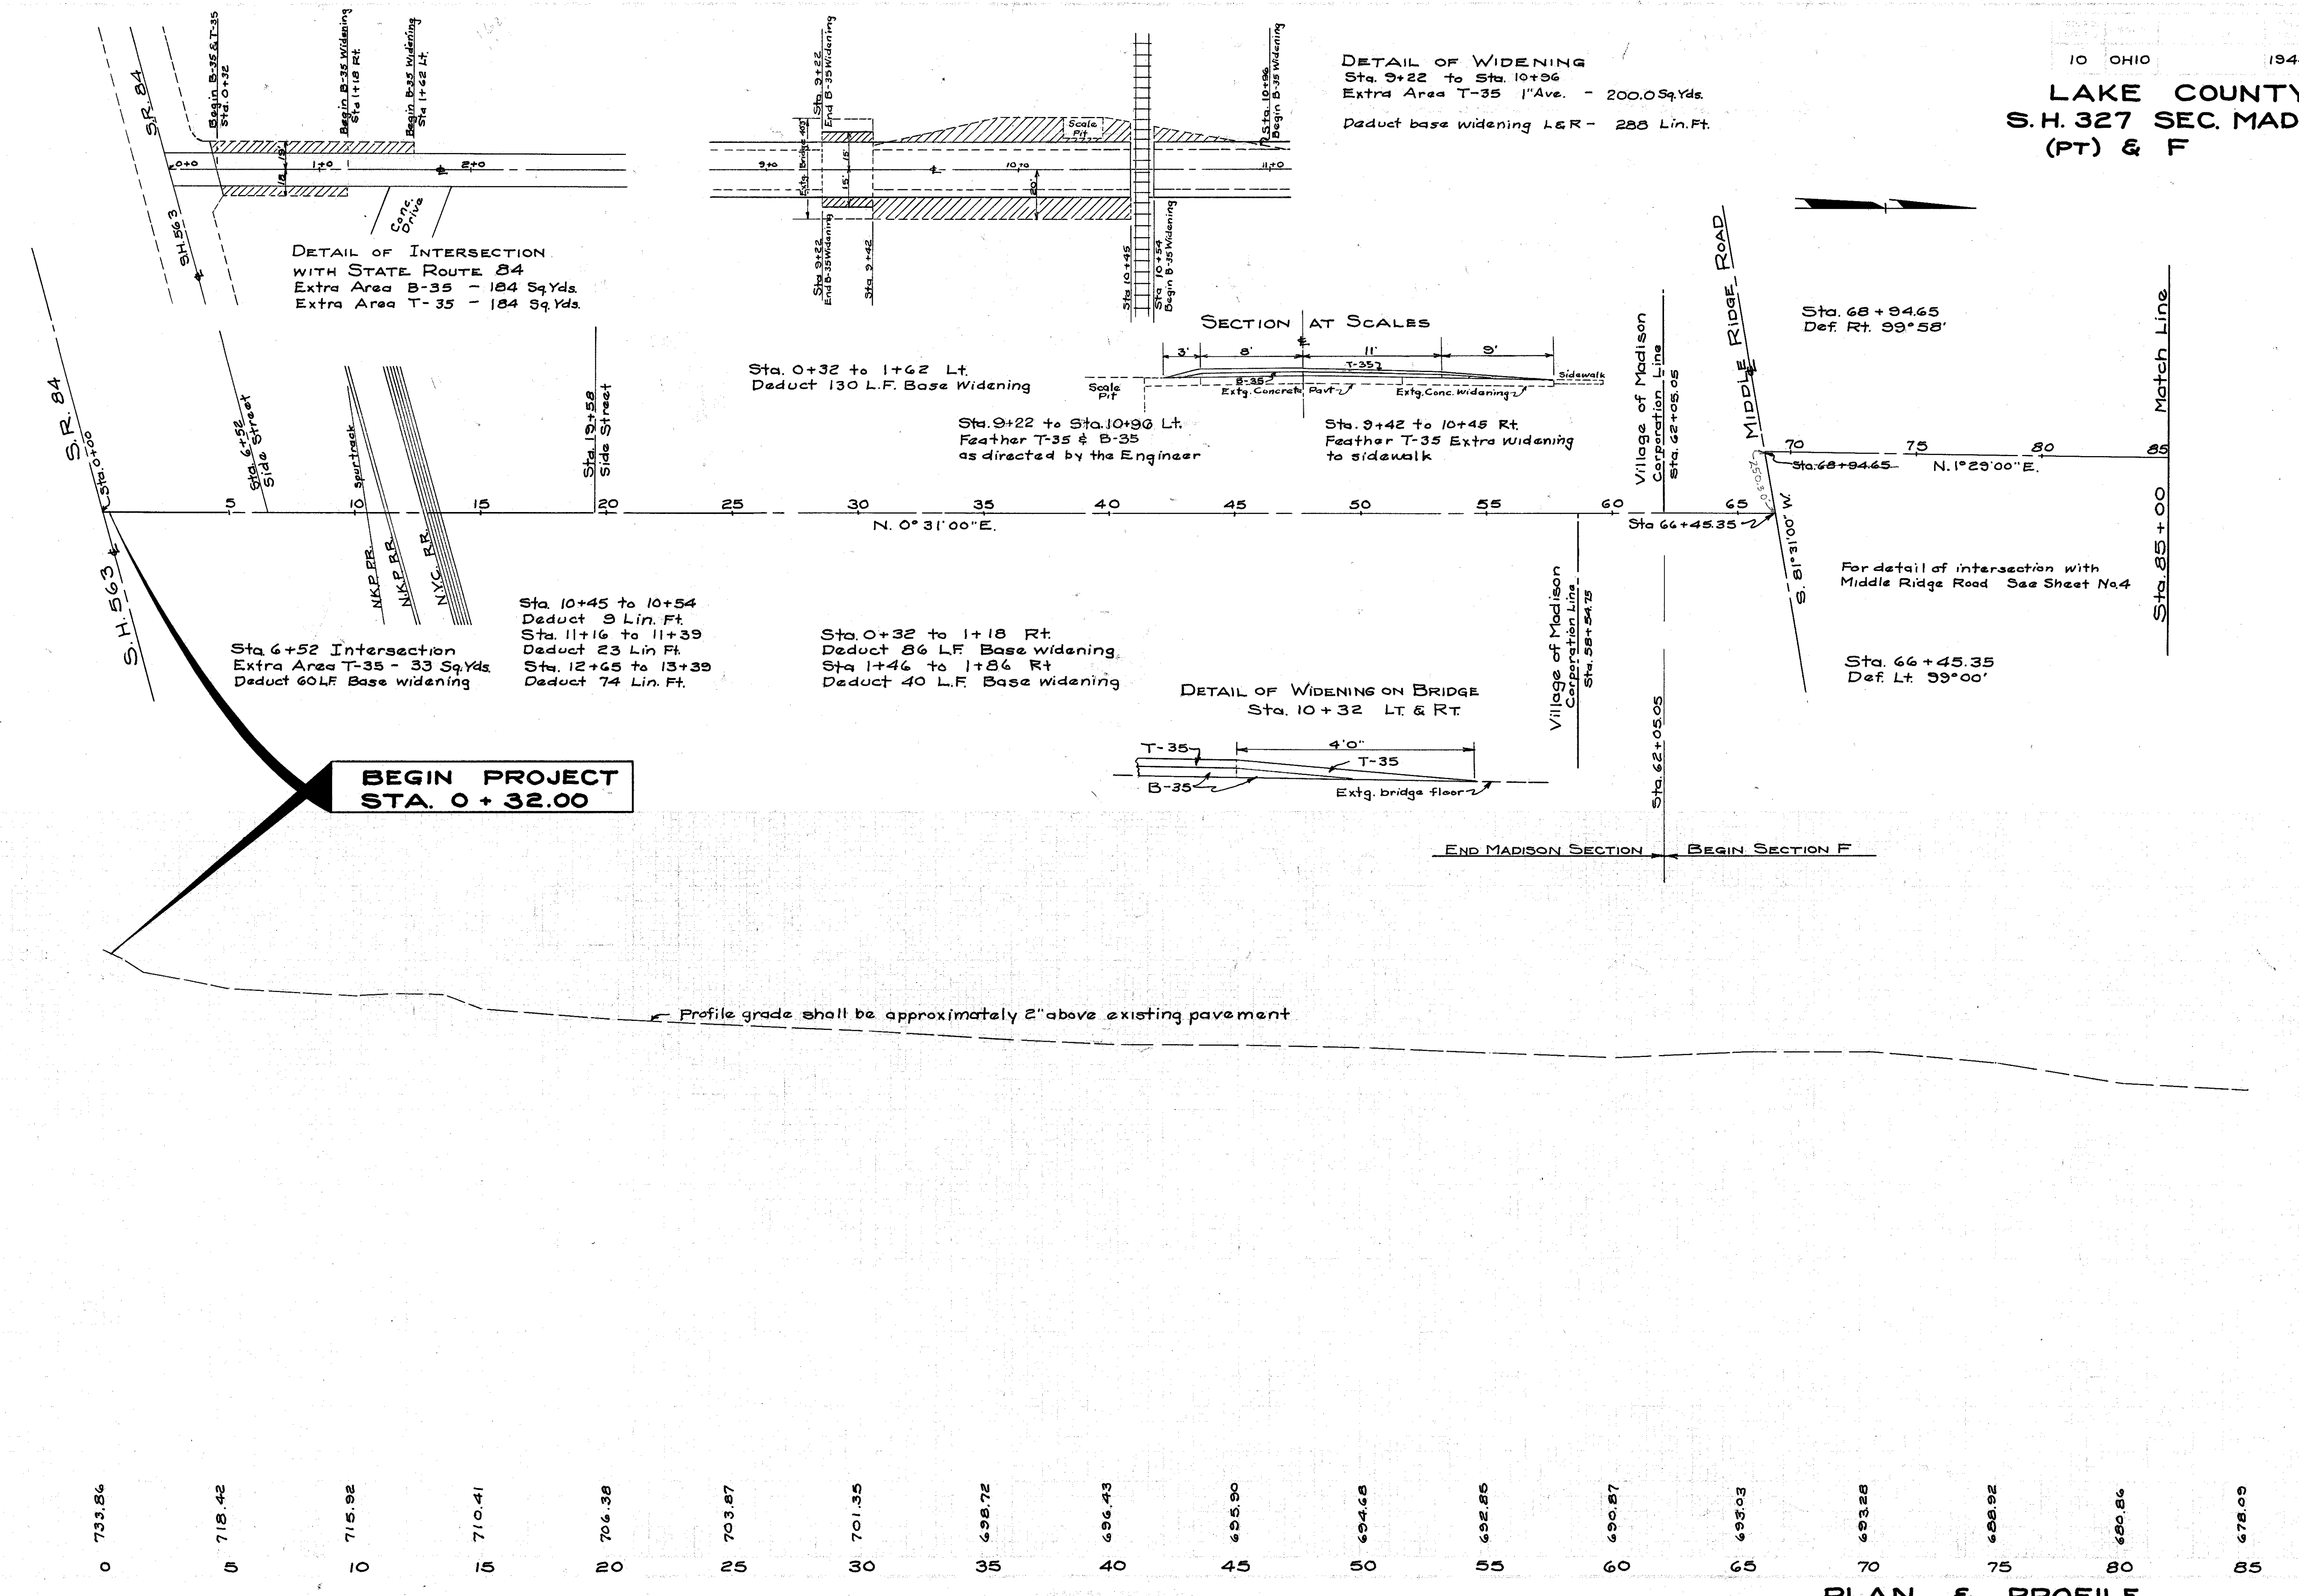 10 OHIO 194
LAKE COUNTY
S.H. 327 SEC. MAD
(PT) & F
S.R. 84
S.H. 563
Begin B-35 & T-35
Sta. 0+32
Begin B-35 Widening
Sta 1+18 Rt.
Begin B-35 Widening
Sta 1+62 Lt.
0+0 1+0 2+0
19'
18'
Conc.
Drive
DETAIL OF INTERSECTION
WITH STATE ROUTE 84
Extra Area B-35 - 184 Sq.Yds.
Extra Area T-35 - 184 Sq.Yds.
Sta. 9+22
End B-35 Widening
Extg. Bridge
Scale
Pit
Sta. 10+96
Begin B-35 Widening
9+0 10+0 11+0
15'
15'
20'
Sta 9+22
End B-35 Widening
Sta 9+42
Sta 10+45
Sta 10+54
Begin B-35 Widening
DETAIL OF WIDENING
Sta. 9+22 to Sta. 10+96
Extra Area T-35 1" Ave. - 200.0 Sq.Yds.
Deduct base widening L&R - 288 Lin.Ft.
SECTION AT SCALES
3' 8' 11' 9'
T-35
B-35
Scale
Pit
Extg. Concrete Pav't
Extg. Conc. Widening
Sidewalk
Sta. 0+32 to 1+62 Lt.
Deduct 130 L.F. Base Widening
Sta. 9+22 to Sta. 10+96 Lt.
Feather T-35 & B-35
as directed by the Engineer
Sta. 9+42 to 10+45 Rt.
Feather T-35 Extra widening
to sidewalk
Village of Madison
Corporation Line
Sta. 62+05.05
MIDDLE RIDGE ROAD
Sta. 68+94.65
Def. Rt. 99°58'
Match Line
Sta. 85+00
S.R. 84
Sta. 0+00
S.H. 563
Sta. 6+52
Side Street
Spur track
Sta. 19+58
Side Street
5 10 15 20 25 30 35 40 45 50 55 60 65
N. 0°31'00"E.
Sta 66+45.35
70 75 80 85
Sta. 68+94.65
N. 1°29'00"E.
250.30
S. 81°31'00" W.
N.K.P. RR.
N.K.P. RR.
N.Y.C. RR.
Sta. 10+45 to 10+54
Deduct 9 Lin. Ft.
Sta. 11+16 to 11+39
Deduct 23 Lin Ft.
Sta. 12+65 to 13+39
Deduct 74 Lin. Ft.
Sta. 6+52 Intersection
Extra Area T-35 - 33 Sq.Yds.
Deduct 60 LF. Base widening
Sta. 0+32 to 1+18 Rt.
Deduct 86 LF. Base widening
Sta 1+46 to 1+86 Rt
Deduct 40 L.F. Base widening
Village of Madison
Corporation Line
Sta. 58+54.75
For detail of intersection with
Middle Ridge Road See Sheet No.4
Sta. 66+45.35
Def. Lt. 99°00'
DETAIL OF WIDENING ON BRIDGE
Sta. 10+32 LT. & RT.
T-35
4'0"
T-35
B-35
Extg. bridge floor
Sta. 62+05.05
BEGIN PROJECT
STA. 0 + 32.00
END MADISON SECTION
BEGIN SECTION F
Profile grade shall be approximately 2" above existing pavement
733.86 718.42 715.92 710.41 706.38 703.87 701.35 698.72 696.43 695.90 694.68 692.85 690.87 693.03 693.28 688.92 680.86 678.09
0 5 10 15 20 25 30 35 40 45 50 55 60 65 70 75 80 85
PLAN & PROFILE